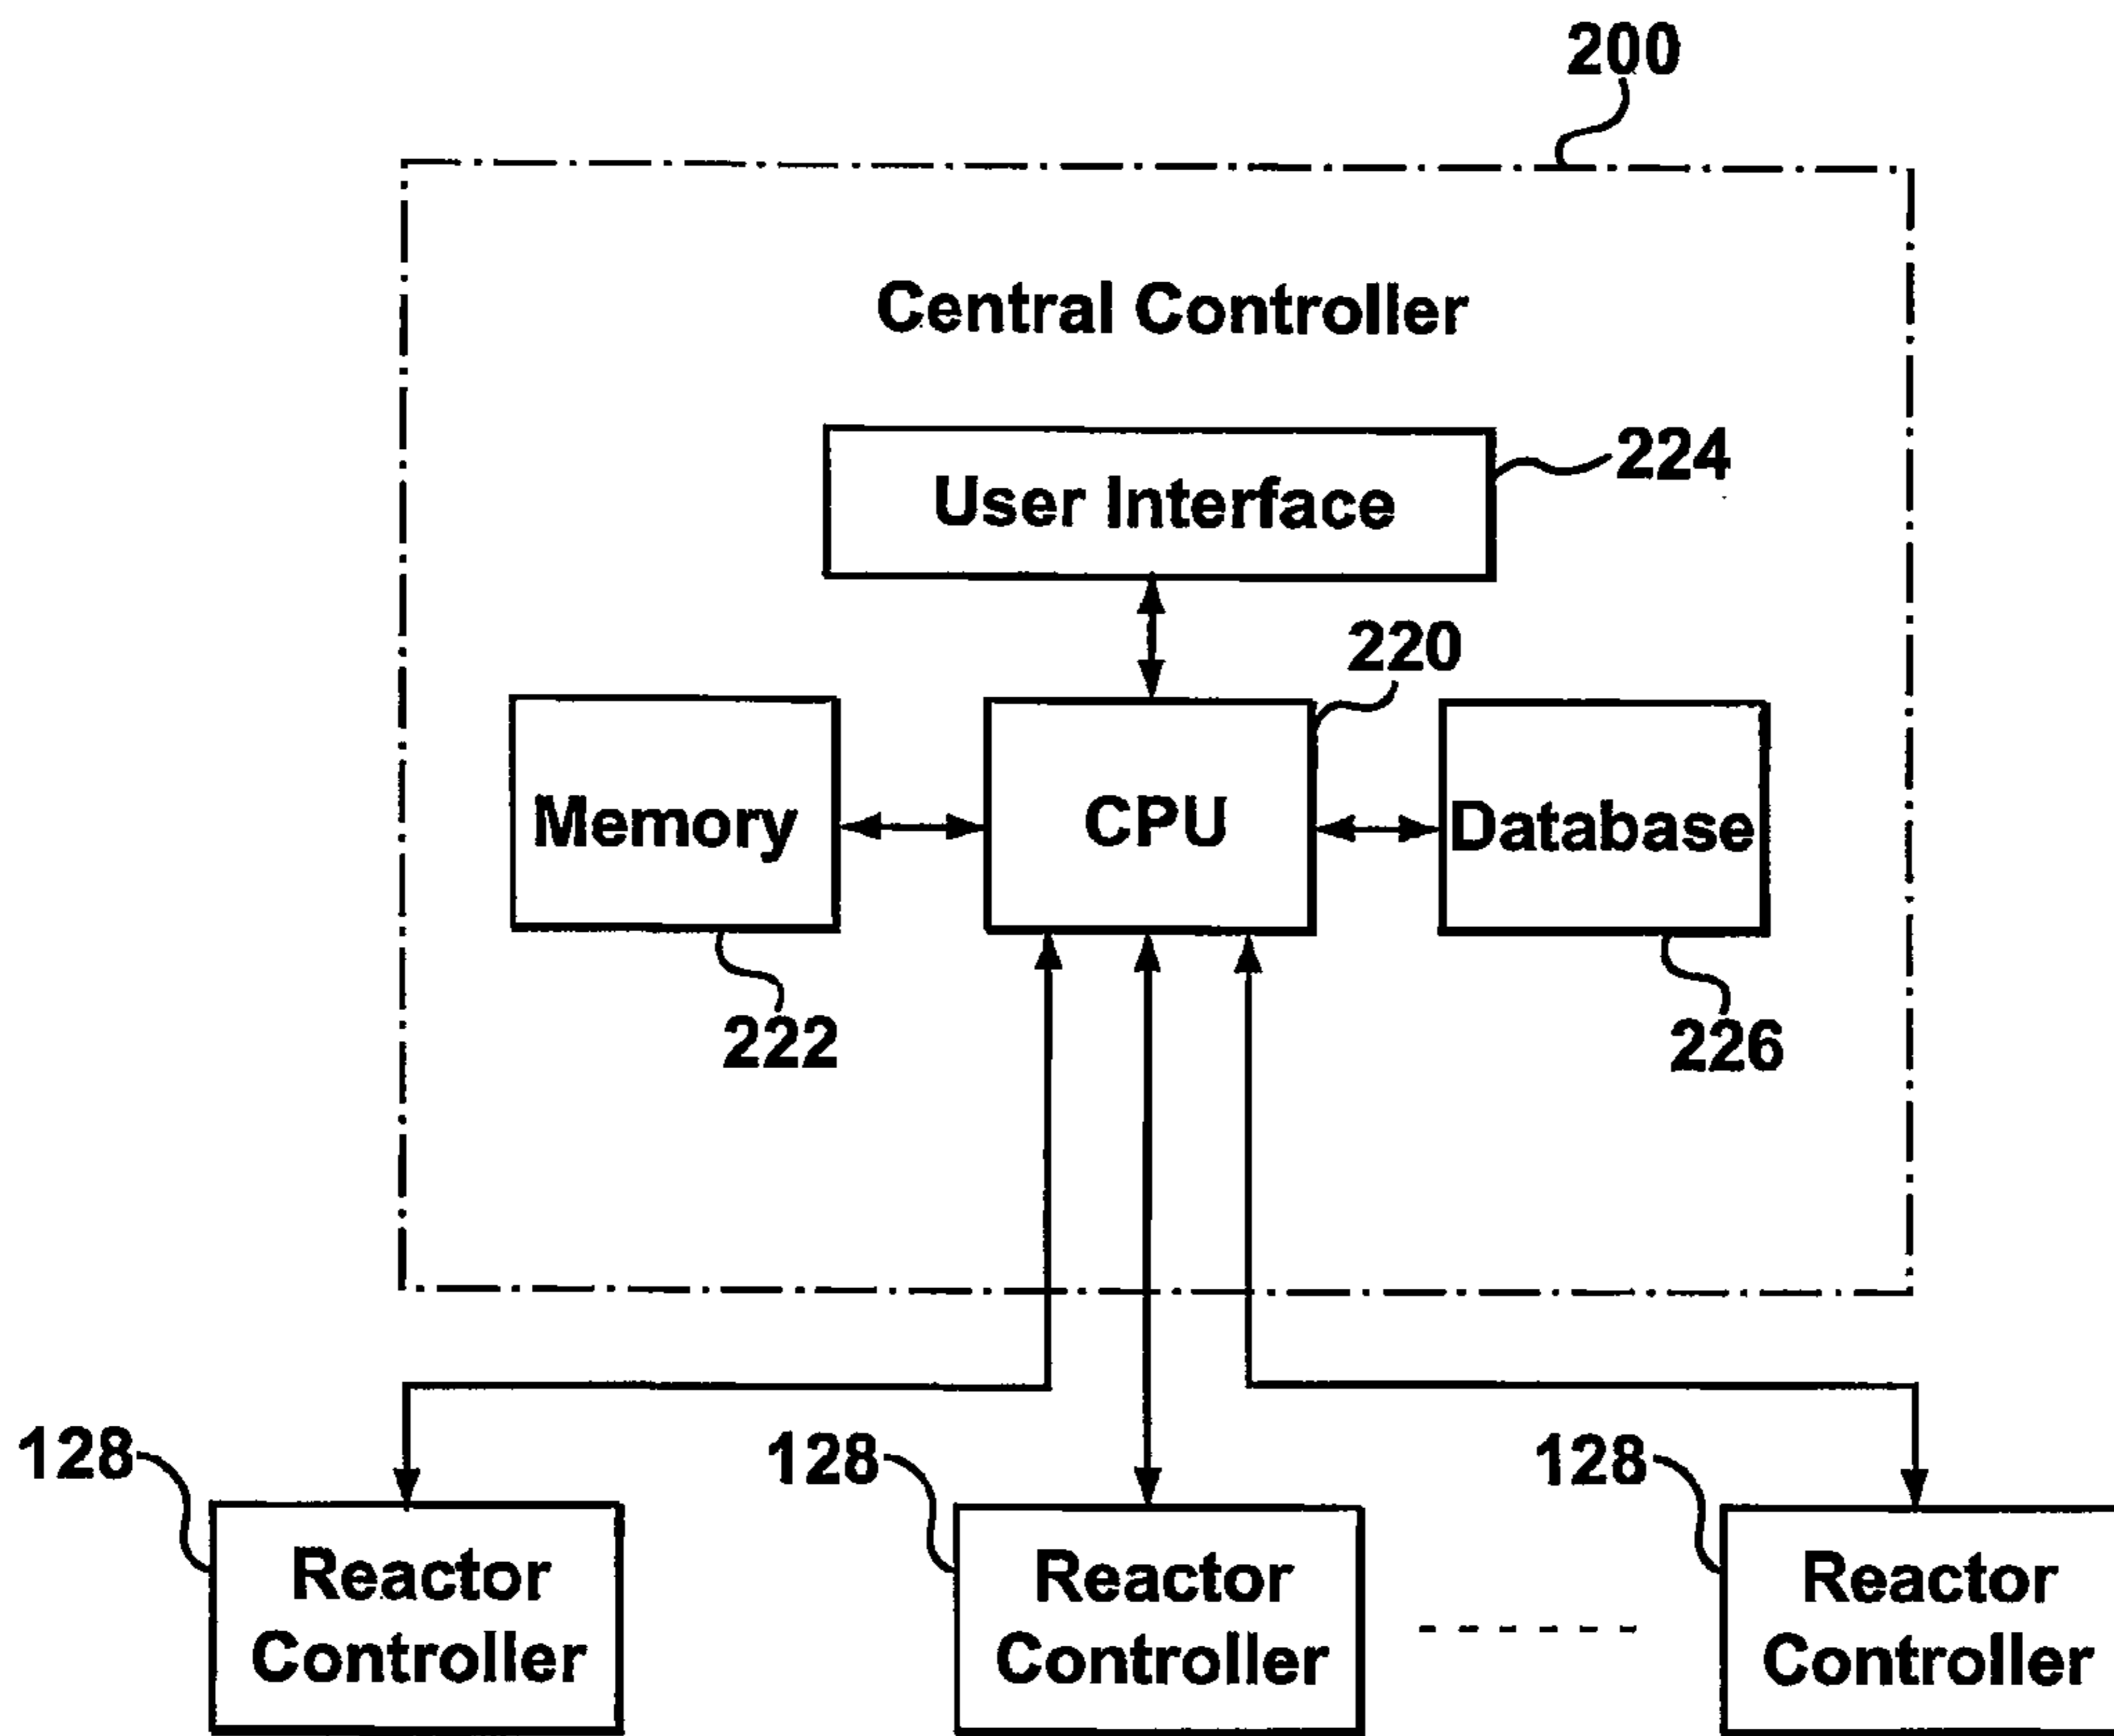 200
Central Controller
User Interface
224
220
Memory
CPU
Database
222
226
128
Reactor
Controller
128
Reactor
Controller
128
Reactor
Controller